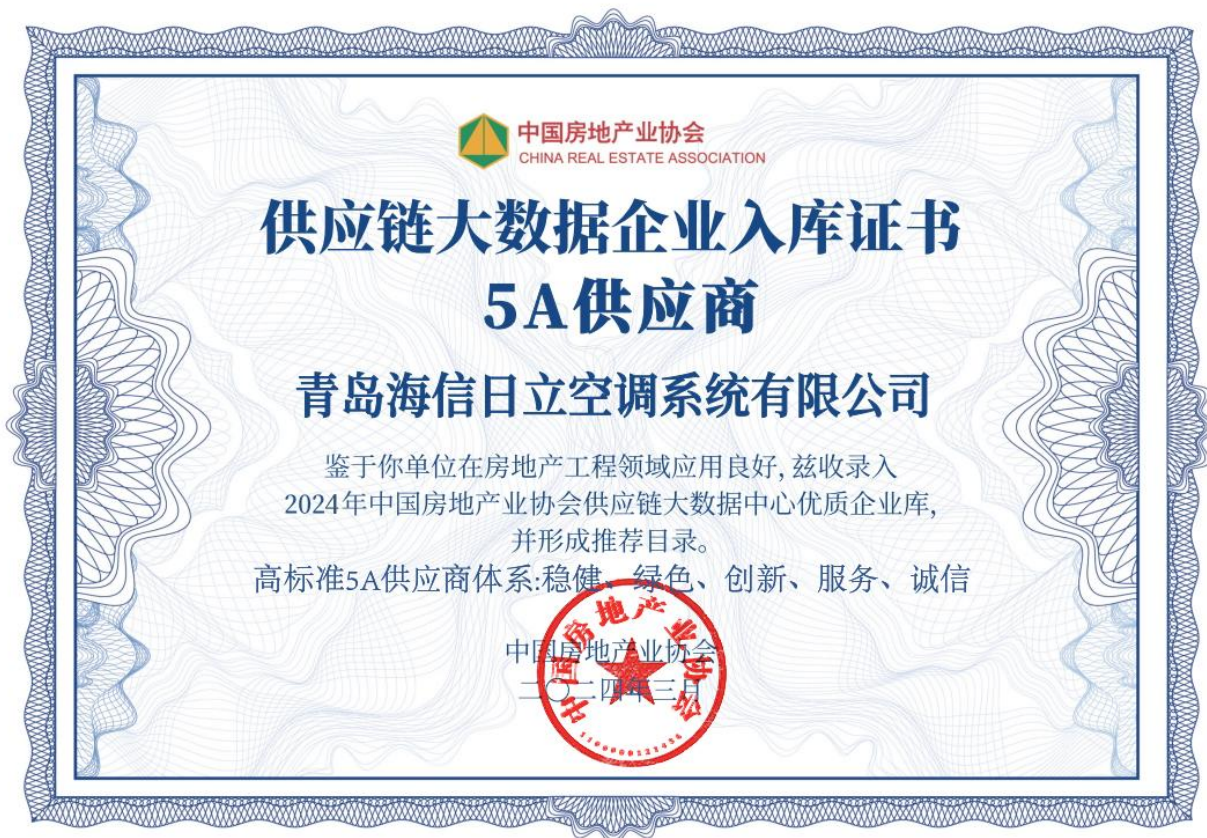 中国房地产业协会
CHINA REAL ESTATE ASSOCIATION
供应链大数据企业入库证书
5A供应商
青岛海信日立空调系统有限公司
鉴于你单位在房地产工程领域应用良好,兹收录入
2024年中国房地产业协会供应链大数据中心优质企业库,
并形成推荐目录。
高标准5A供应商体系:稳健、绿色、创新、服务、诚信
中国房地产业协会
二〇二四年三月
中国房地产业协会